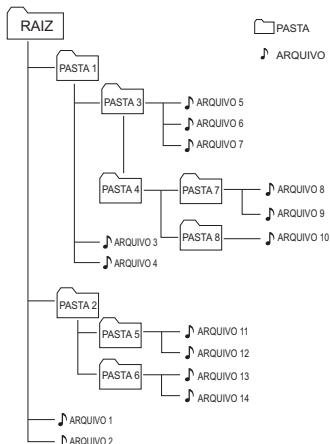 RAIZ
PASTA
ARQUIVO
PASTA 1
PASTA 3
ARQUIVO 5
ARQUIVO 6
ARQUIVO 7
PASTA 4
PASTA 7
ARQUIVO 8
ARQUIVO 9
PASTA 8
ARQUIVO 10
ARQUIVO 3
ARQUIVO 4
PASTA 2
PASTA 5
ARQUIVO 11
ARQUIVO 12
PASTA 6
ARQUIVO 13
ARQUIVO 14
ARQUIVO 1
ARQUIVO 2